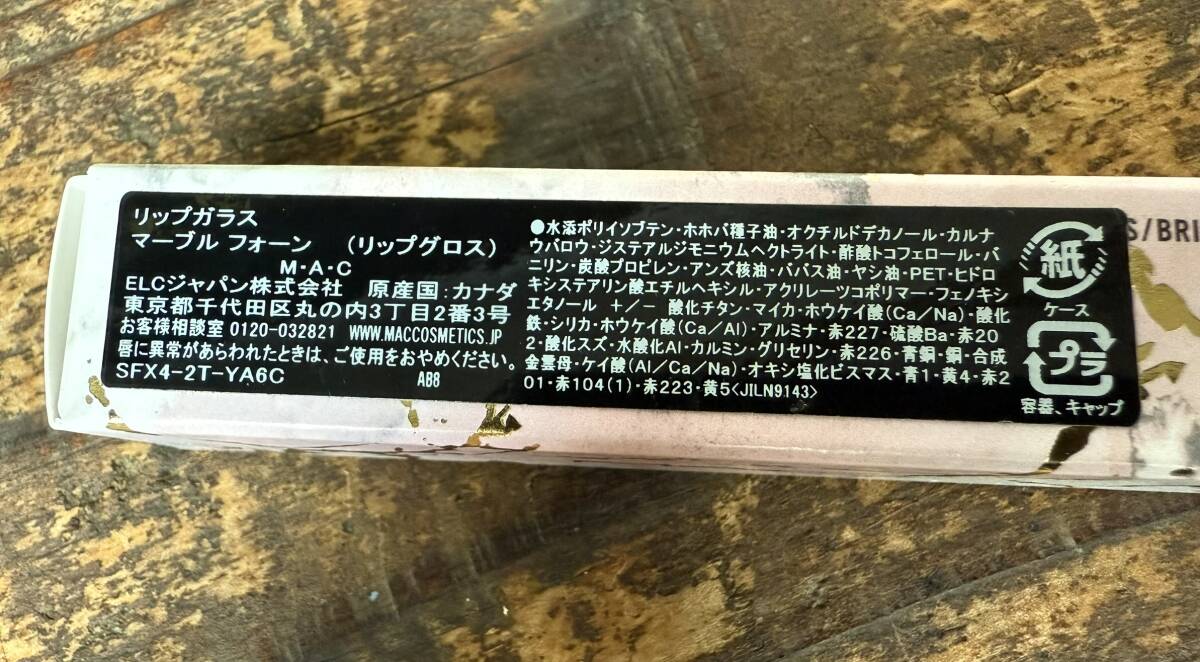 リップガラス
マーブル フォーン (リップグロス)
M・A・C
ELCジャパン株式会社 原産国:カナダ
東京都千代田区丸の内3丁目2番3号
お客様相談室 0120-032821 WWW.MACCOSMETICS.JP
唇に異常があらわれたときは、ご使用をおやめください。
SFX4-2T-YA6C AB8
●水添ポリイソブテン・ホホバ種子油・オクチルドデカノール・カルナ
ウバロウ・ジステアルジモニウムヘクトライト・酢酸トコフェロール・バ
ニリン・炭酸プロピレン・アンズ核油・ババス油・ヤシ油・PET・ヒドロ
キシステアリン酸エチルヘキシル・アクリレーツコポリマー・フェノキシ
エタノール +/− 酸化チタン・マイカ・ホウケイ酸(Ca/Na)・酸化
鉄・シリカ・ホウケイ酸(Ca/Al)・アルミナ・赤227・硫酸Ba・赤20
2・酸化スズ・水酸化Al・カルミン・グリセリン・赤226・青銅・銅・合成
金雲母・ケイ酸(Al/Ca/Na)・オキシ塩化ビスマス・青1・黄4・赤2
01・赤104(1)・赤223・黄5<JILN9143>
紙
ケース
プラ
容器、キャップ
S/BRI